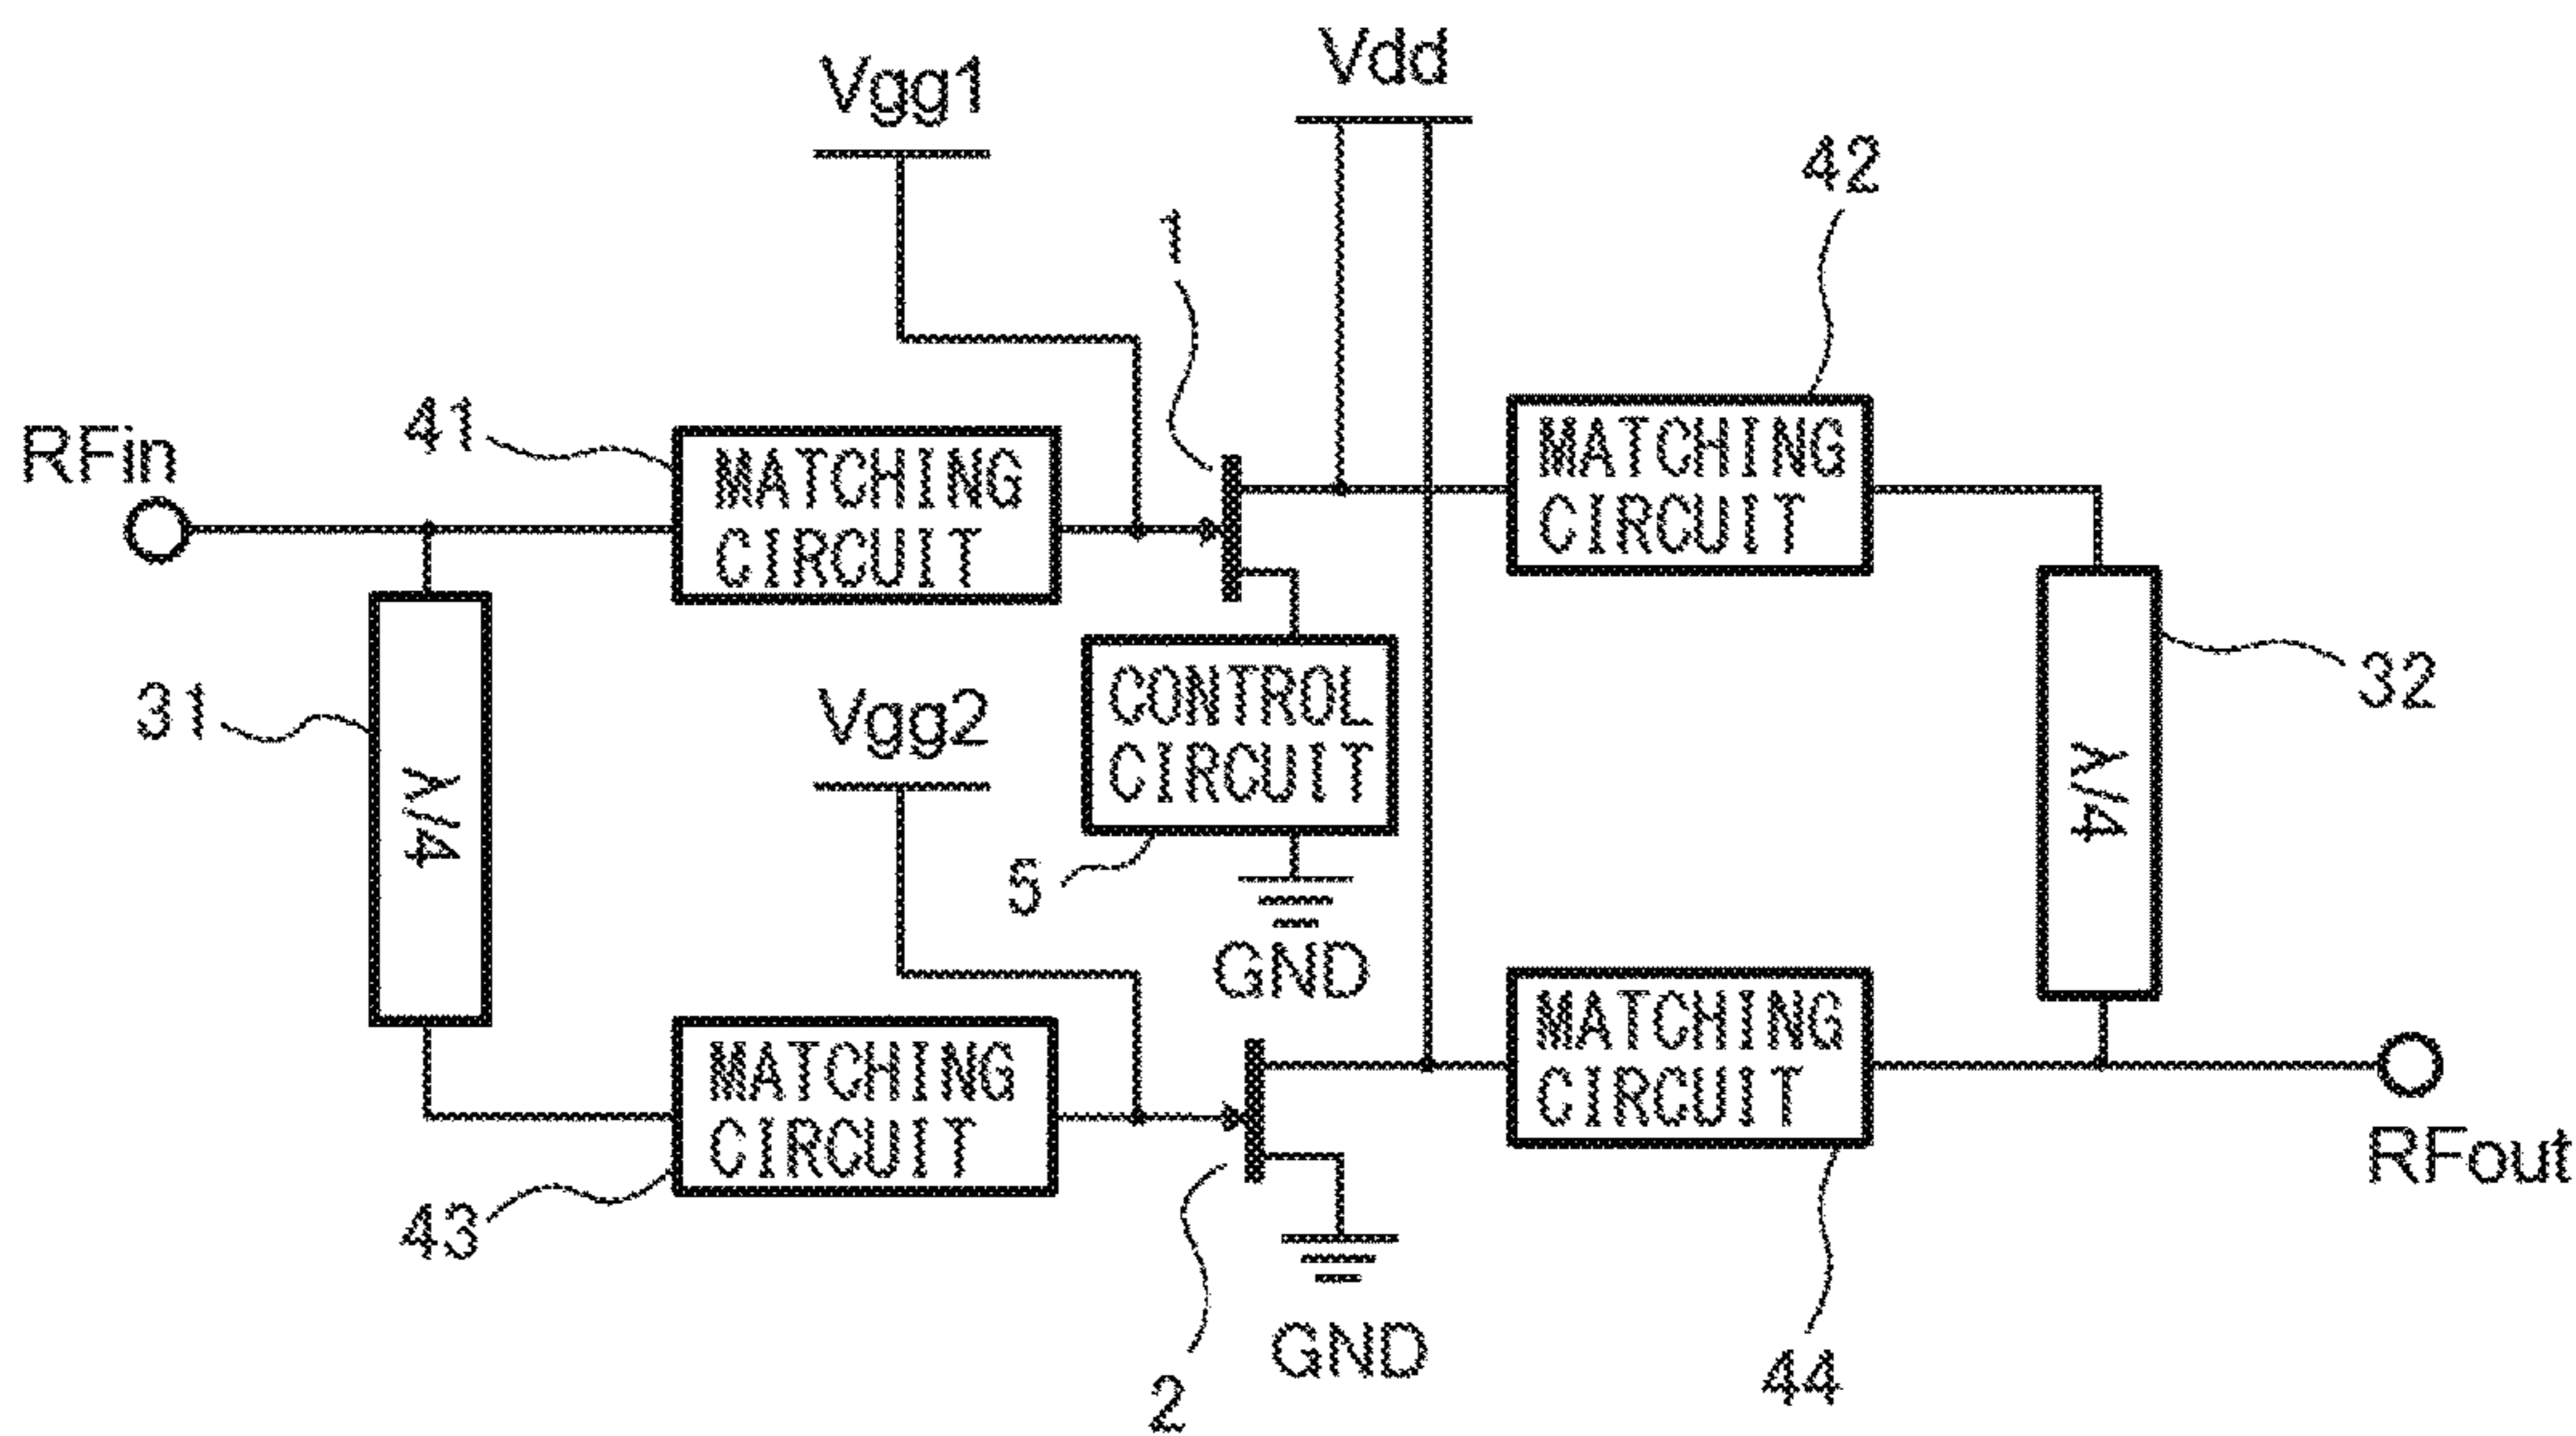 Vgg1
Vdd
42
1
41
RFin
MATCHING
CIRCUIT
MATCHING
CIRCUIT
31
λ/4
CONTROL
CIRCUIT
32
λ/4
Vgg2
5
GND
MATCHING
CIRCUIT
MATCHING
CIRCUIT
RFout
43
2
GND
44